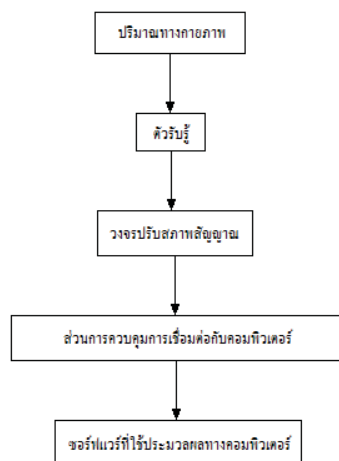 ปริมาณทางกายภาพ
ตัวรับรู้
วงจรปรับสภาพสัญญาณ
ส่วนการควบคุมการเชื่อมต่อกับคอมพิวเตอร์
ซอร์ฟแวร์ที่ใช้ประมวลผลทางคอมพิวเตอร์